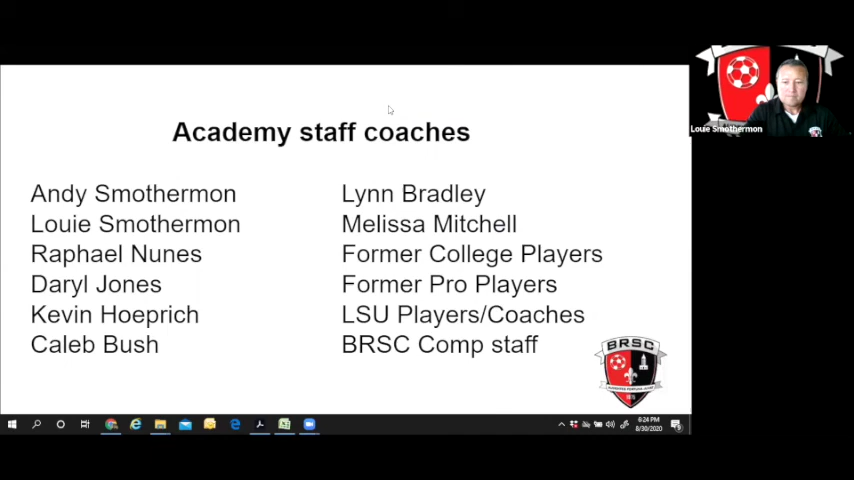 Academy staff coaches
Andy Smothermon
Louie Smothermon
Raphael Nunes
Daryl Jones
Kevin Hoeprich
Caleb Bush
Lynn Bradley
Melissa Mitchell
Former College Players
Former Pro Players
LSU Players/Coaches
BRSC Comp staff
BRSC
Louie Smothermon
6:24 PM
8/30/2020